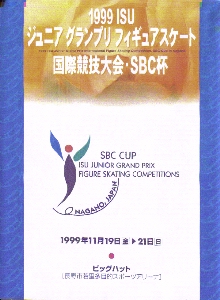 1999 ISU
ジュニア グランプリ フィギュアスケート
国際競技大会・SBC杯
SBC CUP
ISU JUNIOR GRAND PRIX
FIGURE SKATING COMPETITIONS
NAGANO, JAPAN
1999年11月19日金→21日日
ビッグハット